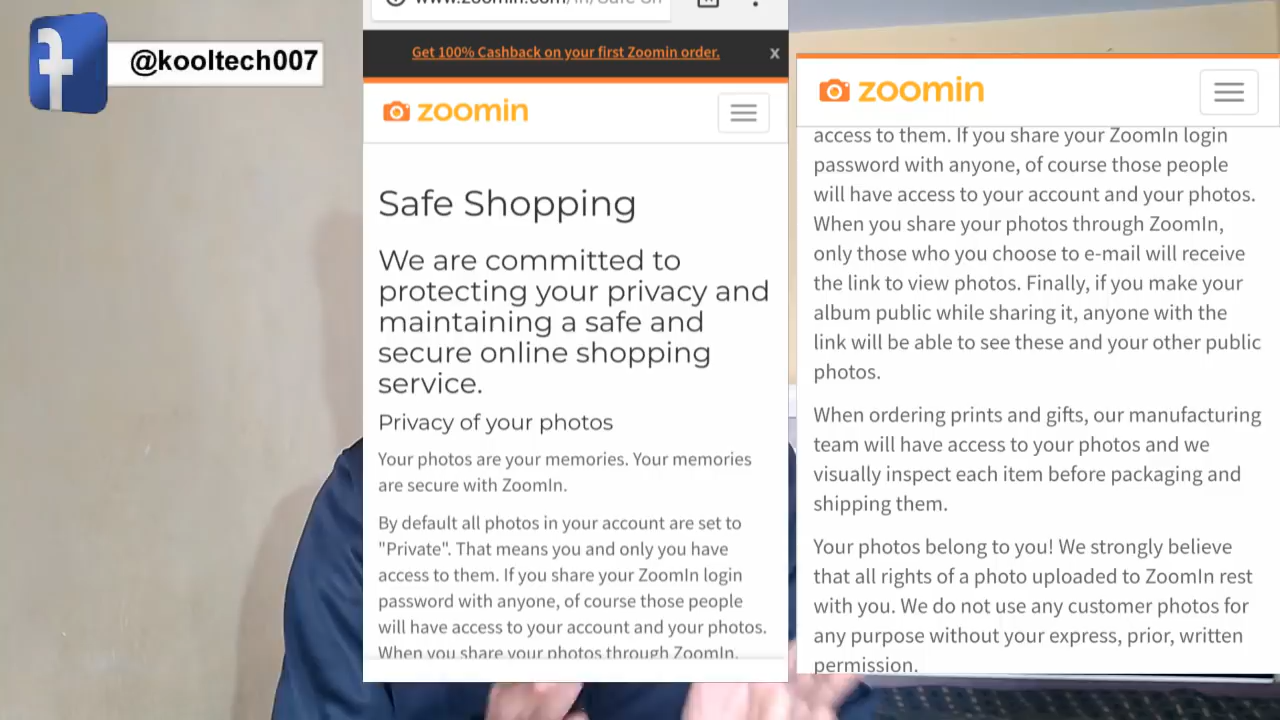 @kooltech007
Get 100% Cashback on your first Zoomin order.
x
zoomin
Safe Shopping
We are committed to
protecting your privacy and
maintaining a safe and
secure online shopping
service.
Privacy of your photos
Your photos are your memories. Your memories
are secure with ZoomIn.
By default all photos in your account are set to
"Private". That means you and only you have
access to them. If you share your ZoomIn login
password with anyone, of course those people
will have access to your account and your photos.
When you share your photos through ZoomIn,
zoomin
access to them. If you share your ZoomIn login
password with anyone, of course those people
will have access to your account and your photos.
When you share your photos through ZoomIn,
only those who you choose to e-mail will receive
the link to view photos. Finally, if you make your
album public while sharing it, anyone with the
link will be able to see these and your other public
photos.
When ordering prints and gifts, our manufacturing
team will have access to your photos and we
visually inspect each item before packaging and
shipping them.
Your photos belong to you! We strongly believe
that all rights of a photo uploaded to ZoomIn rest
with you. We do not use any customer photos for
any purpose without your express, prior, written
permission.